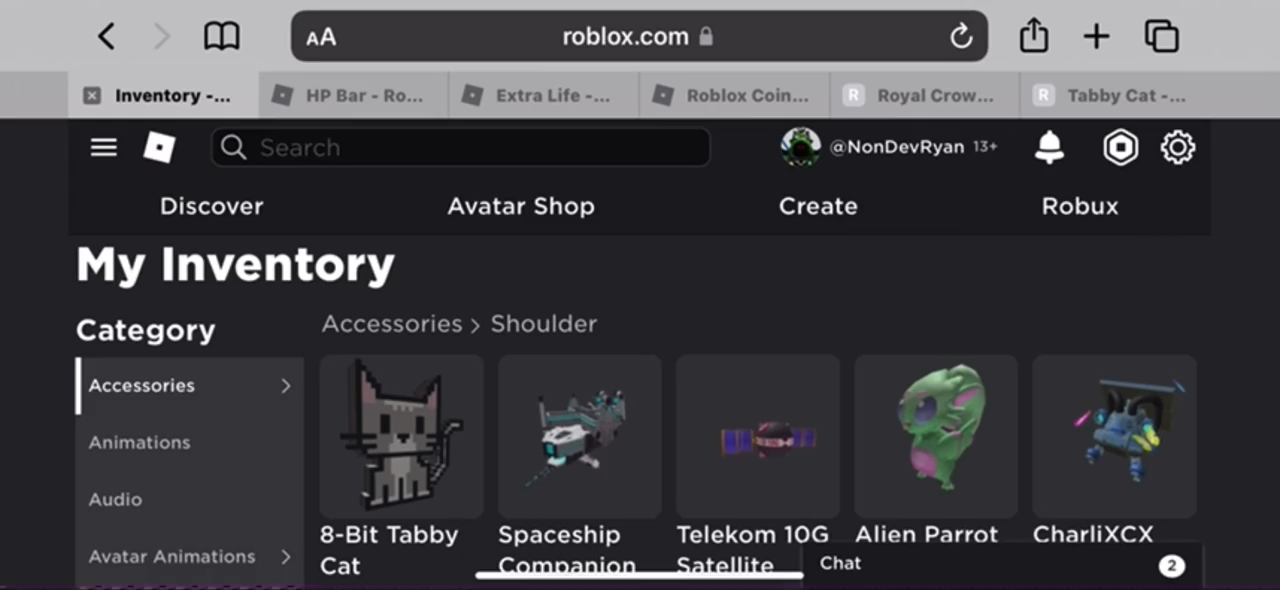 AA
roblox.com
Inventory -...
HP Bar - Ro...
Extra Life -...
Roblox Coin...
R
Royal Crow...
R
Tabby Cat -...
Search
@NonDevRyan 13+
Discover
Avatar Shop
Create
Robux
My Inventory
Category
Accessories > Shoulder
Accessories
Animations
Audio
Avatar Animations
8-Bit Tabby
Cat
Spaceship
Companion
Telekom 10G
Satellite
Alien Parrot
CharliXCX
Chat
2